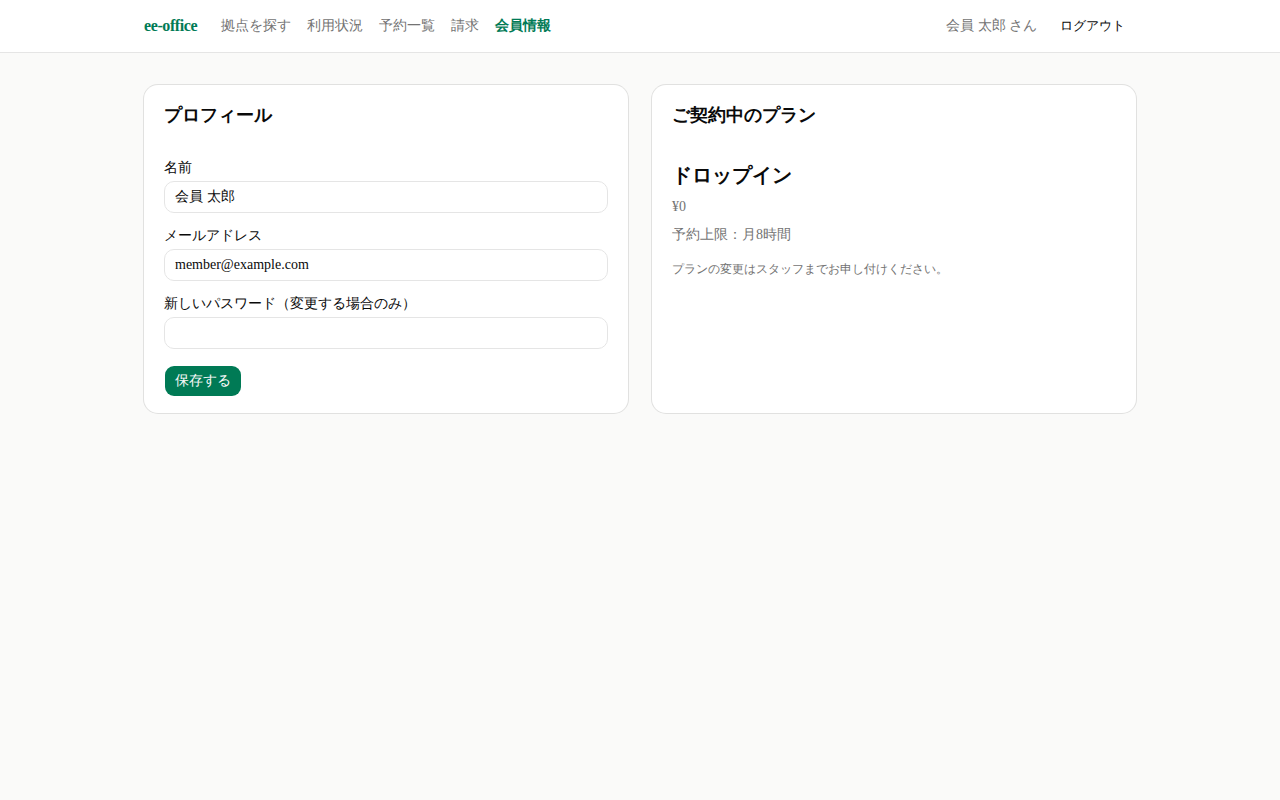 ee-office 拠点を探す 利用状況 予約一覧 請求 会員情報 会員 太郎 さん ログアウト
プロフィール
名前
会員 太郎
メールアドレス
member@example.com
新しいパスワード（変更する場合のみ）
保存する
ご契約中のプラン
ドロップイン
¥0
予約上限：月8時間
プランの変更はスタッフまでお申し付けください。